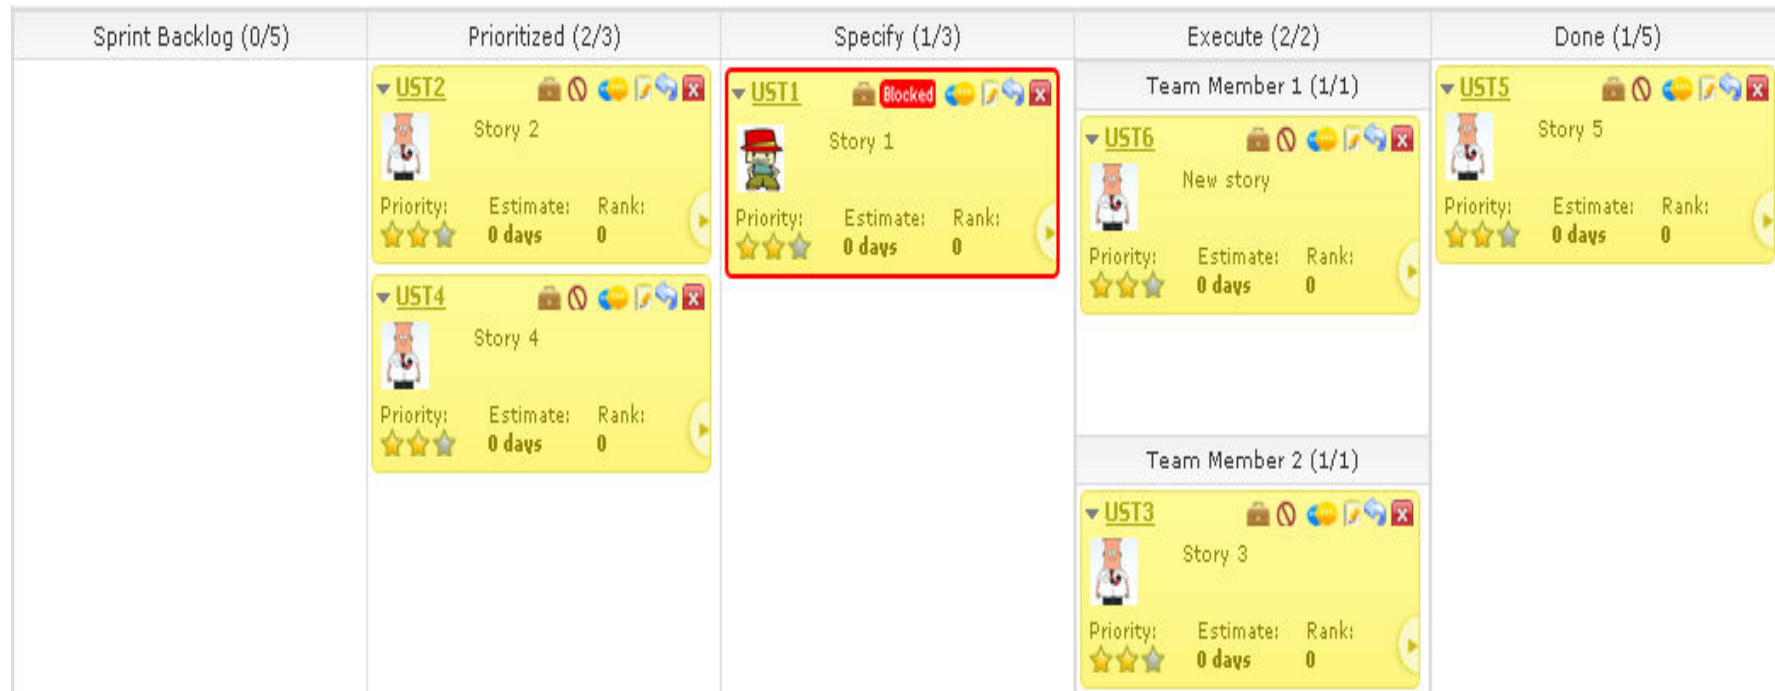 Sprint Backlog (0/5)
Prioritized (2/3)
Specify (1/3)
Execute (2/2)
Done (1/5)
UST2
Story 2
Priority: Estimate: Rank:
0 days 0
UST4
Story 4
Priority: Estimate: Rank:
0 days 0
UST1 Blocked
Story 1
Priority: Estimate: Rank:
0 days 0
Team Member 1 (1/1)
UST6
New story
Priority: Estimate: Rank:
0 days 0
Team Member 2 (1/1)
UST3
Story 3
Priority: Estimate: Rank:
0 days 0
UST5
Story 5
Priority: Estimate: Rank:
0 days 0